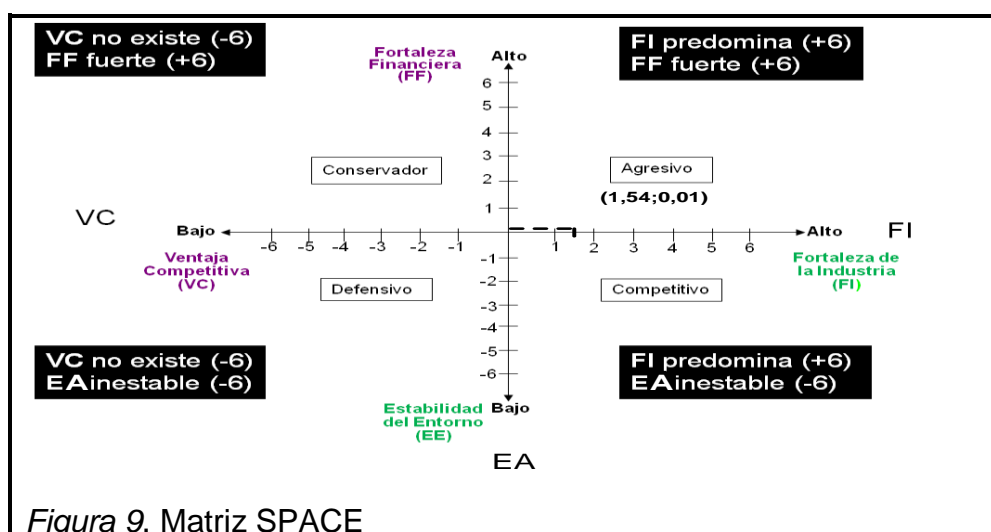 VC no existe (-6)
FF fuerte (+6)
Fortaleza
Financiera
(FF)
Alto
FI predomina (+6)
FF fuerte (+6)
6
5
4
3
2
1
Conservador
Agresivo
(1,54;0,01)
VC
Bajo
Alto
FI
-6 -5 -4 -3 -2 -1
1 2 3 4 5 6
Ventaja
Competitiva
(VC)
Fortaleza de
la Industria
(FI)
-1
-2
-3
-4
-5
-6
Defensivo
Competitivo
VC no existe (-6)
EA inestable (-6)
FI predomina (+6)
EA inestable (-6)
Estabilidad
del Entorno
(EE)
Bajo
EA
Figura 9. Matriz SPACE